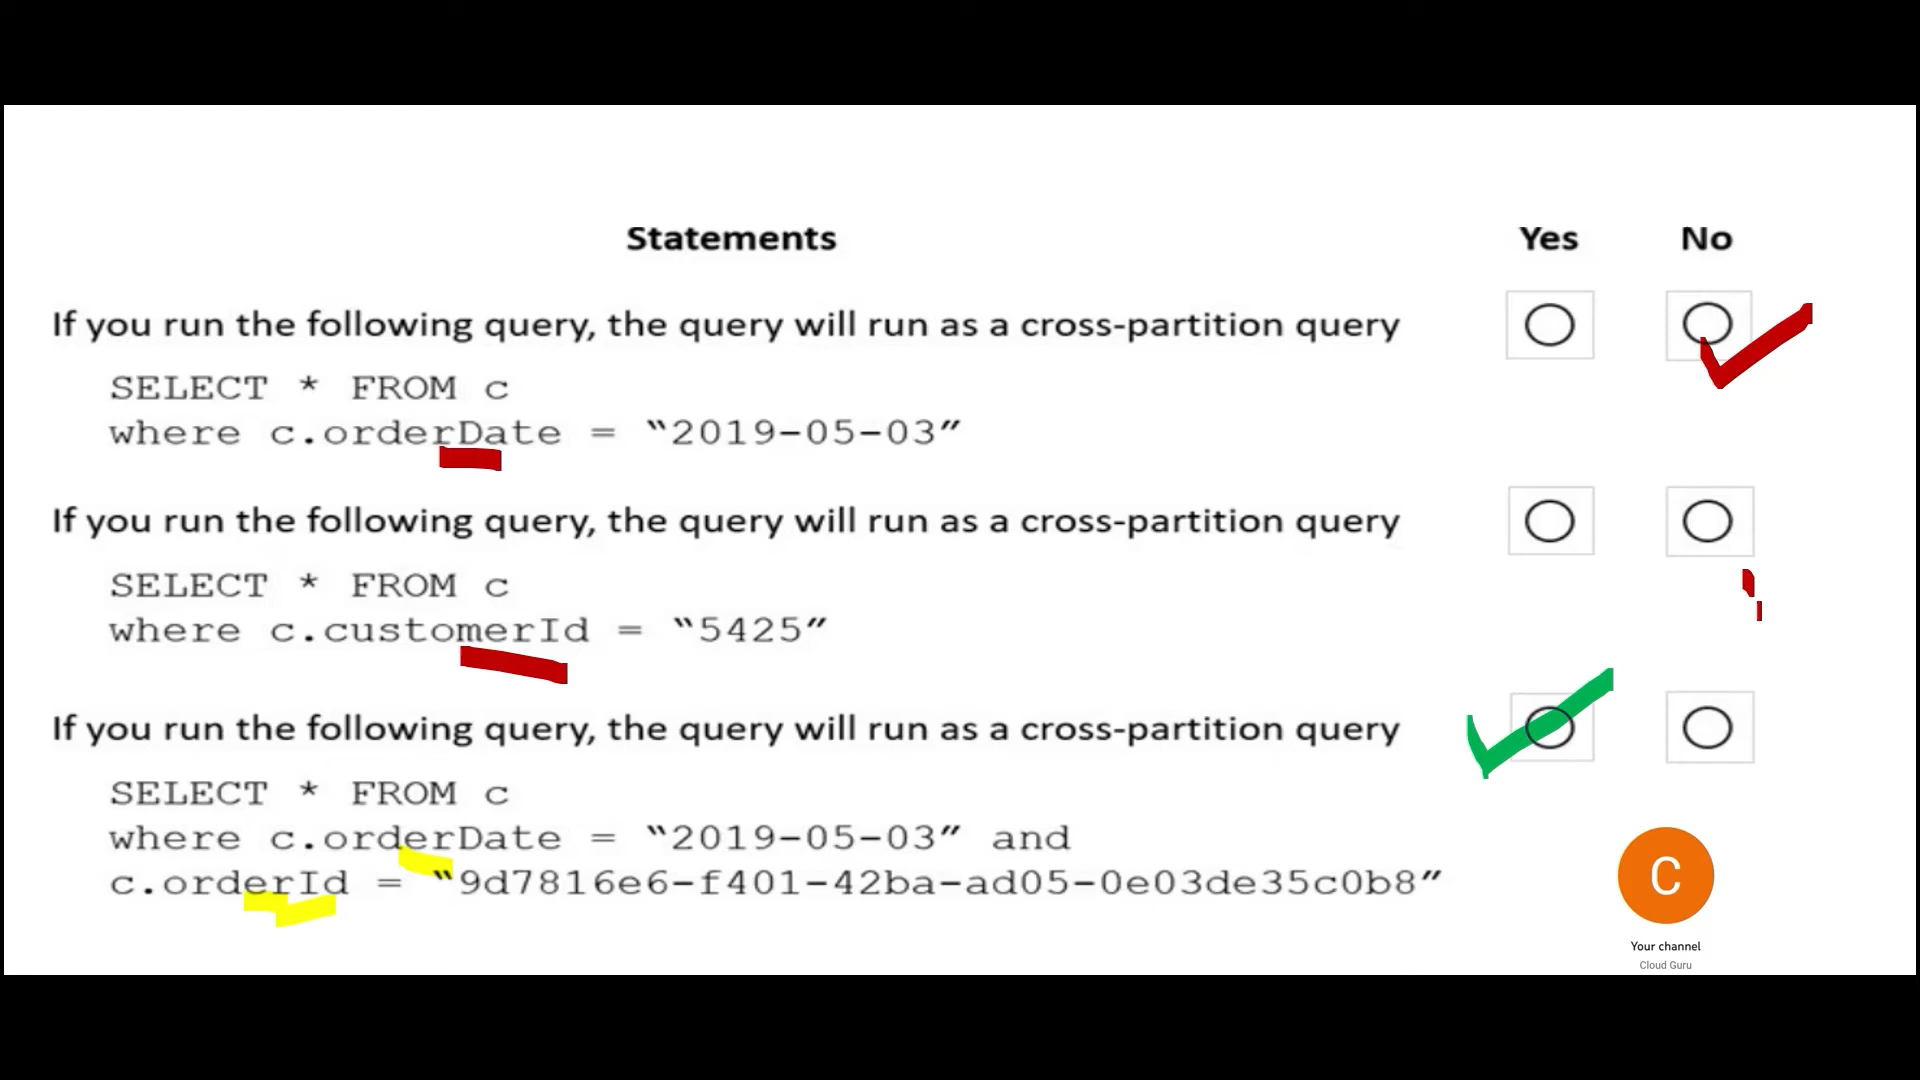 Statements Yes No
If you run the following query, the query will run as a cross-partition query
SELECT * FROM c
where c.orderDate = “2019-05-03”
If you run the following query, the query will run as a cross-partition query
SELECT * FROM c
where c.customerId = “5425”
If you run the following query, the query will run as a cross-partition query
SELECT * FROM c
where c.orderDate = “2019-05-03” and
c.orderId = “9d7816e6-f401-42ba-ad05-0e03de35c0b8”
C
Your channel
Cloud Guru